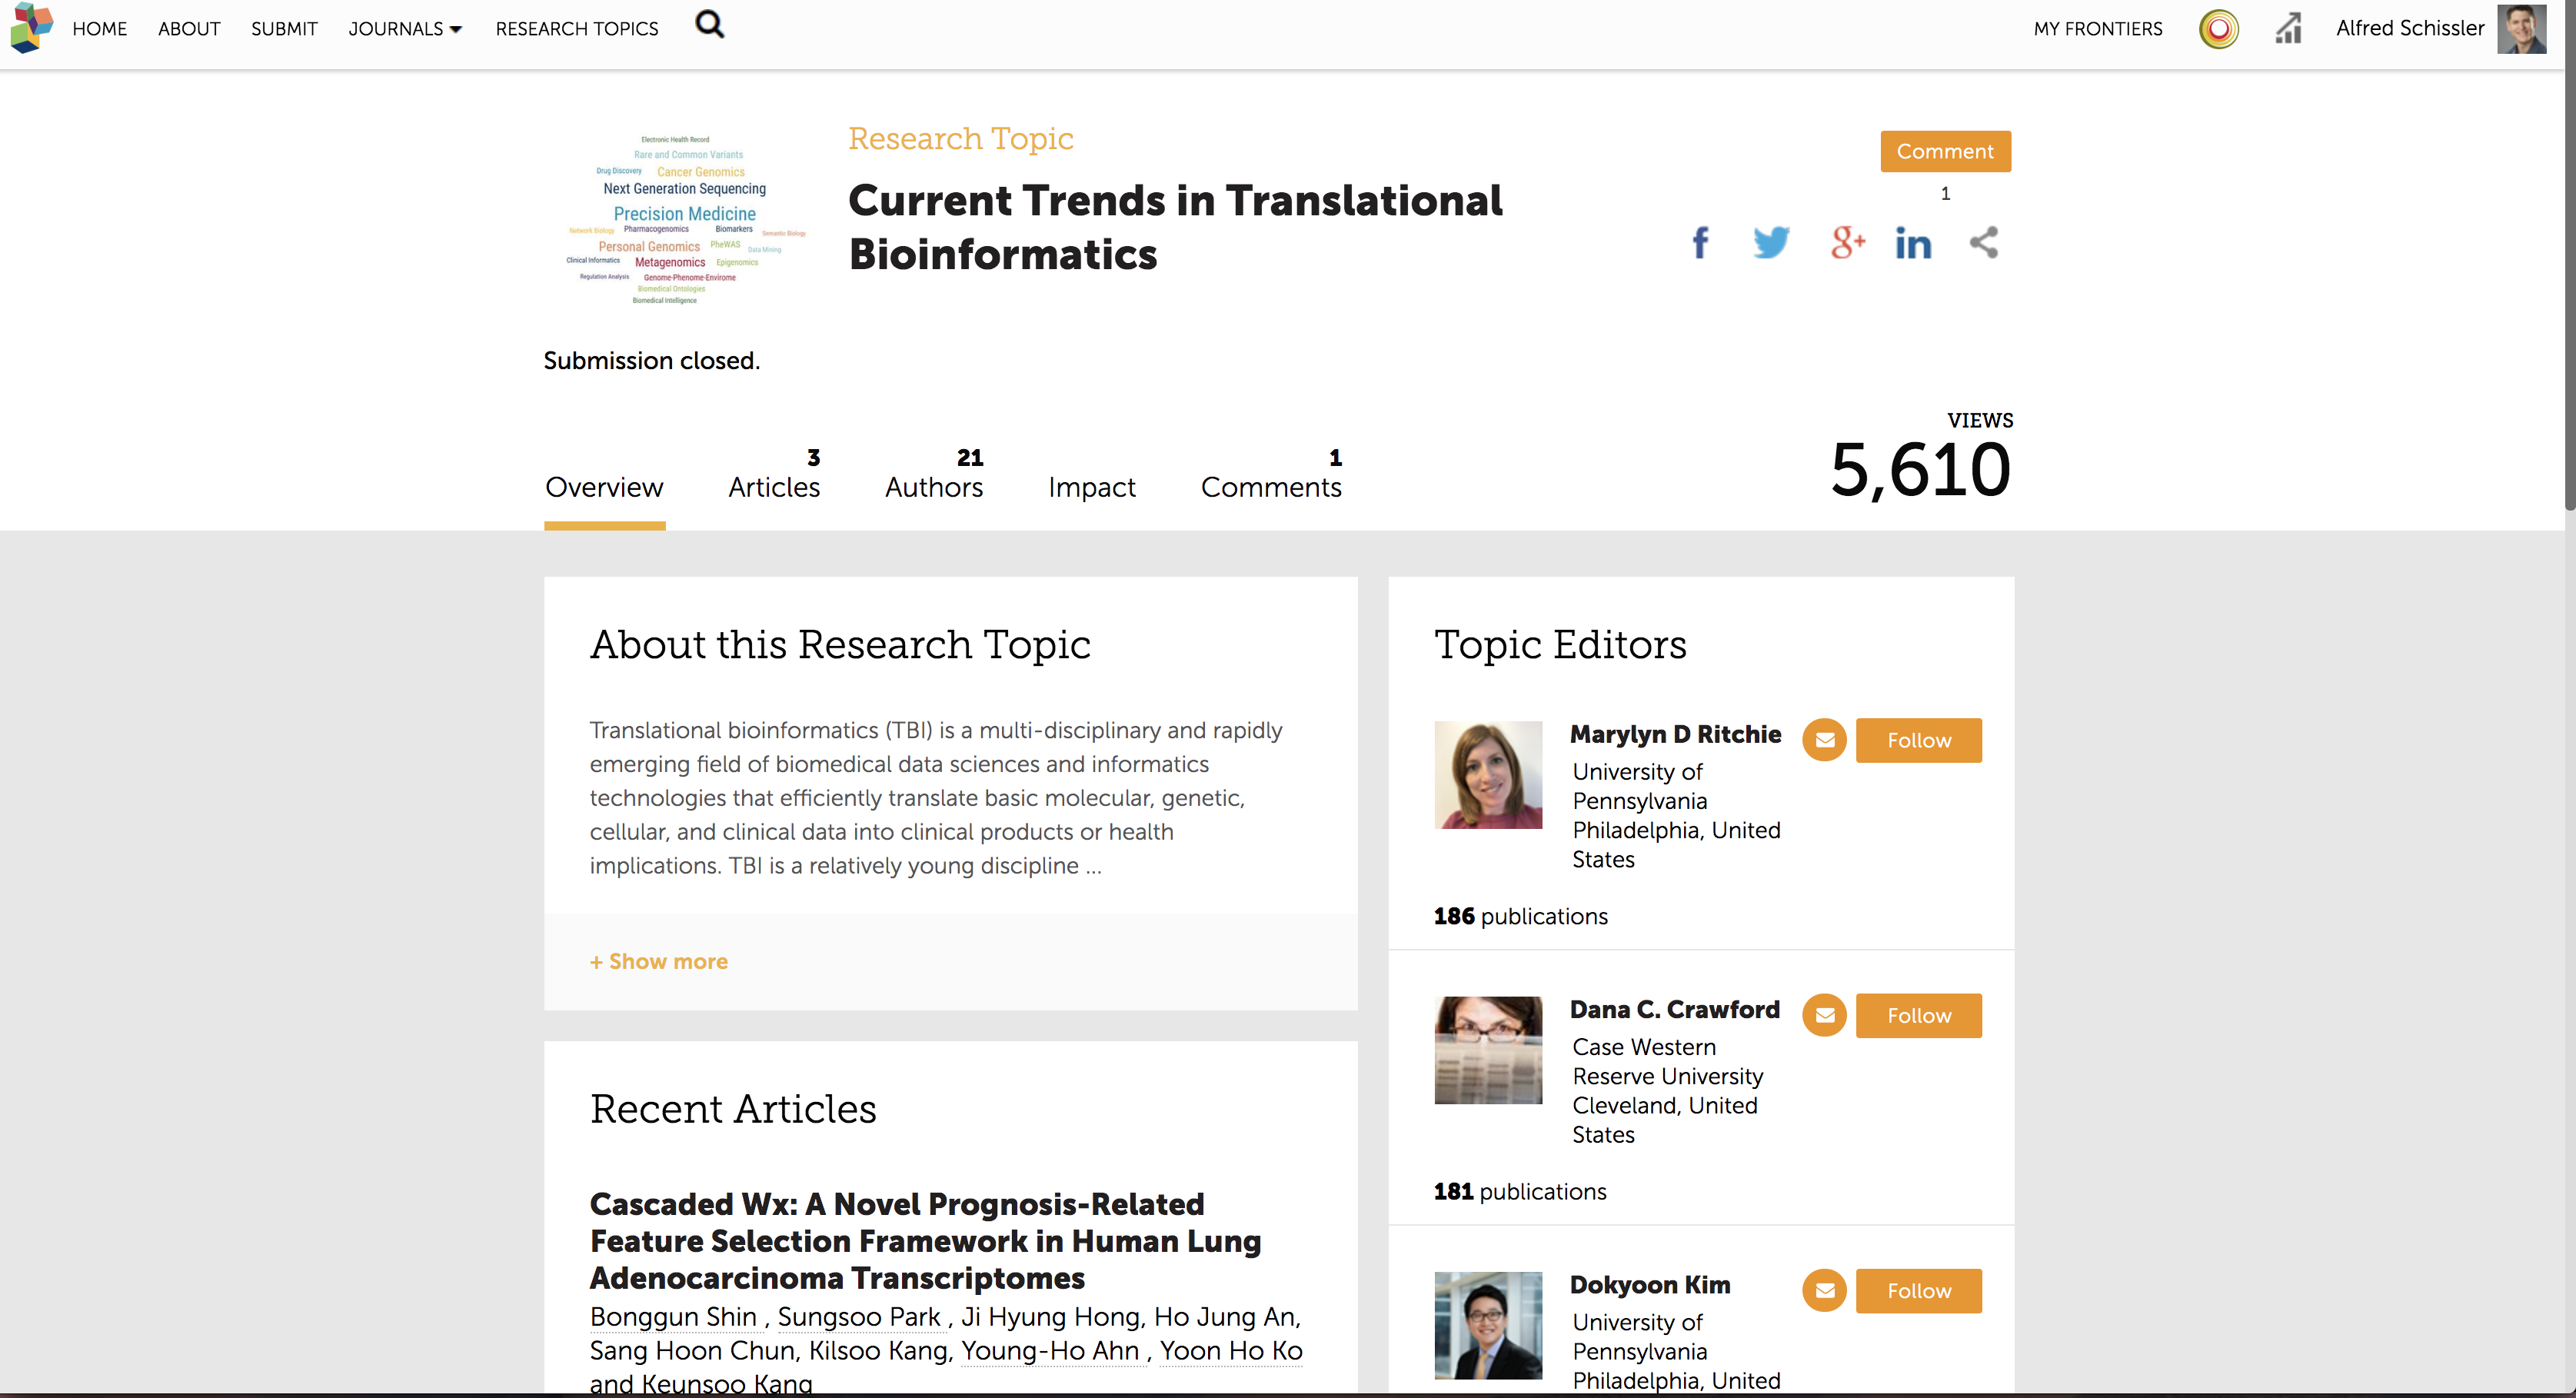 HOME ABOUT SUBMIT JOURNALS RESEARCH TOPICS MY FRONTIERS Alfred Schissler
Electronic Health Record
Rare and Common Variants
Drug Discovery Cancer Genomics
Next Generation Sequencing
Precision Medicine
Network Biology Pharmacogenomics Biomarkers Semantic Biology
Personal Genomics PheWAS Data Mining
Clinical Informatics Metagenomics Epigenomics
Regulation Analysis Genome-Phenome-Envirome
Biomedical Ontologies
Biomedical Intelligence
Research Topic
Current Trends in Translational
Bioinformatics
Comment
1
f g+ in
Submission closed.
VIEWS
5,610
3 21 1
Overview Articles Authors Impact Comments
About this Research Topic
Translational bioinformatics (TBI) is a multi-disciplinary and rapidly
emerging field of biomedical data sciences and informatics
technologies that efficiently translate basic molecular, genetic,
cellular, and clinical data into clinical products or health
implications. TBI is a relatively young discipline ...
+ Show more
Recent Articles
Cascaded Wx: A Novel Prognosis-Related
Feature Selection Framework in Human Lung
Adenocarcinoma Transcriptomes
Bonggun Shin , Sungsoo Park , Ji Hyung Hong, Ho Jung An,
Sang Hoon Chun, Kilsoo Kang, Young-Ho Ahn , Yoon Ho Ko
and Keunsoo Kang
Topic Editors
Marylyn D Ritchie Follow
University of
Pennsylvania
Philadelphia, United
States
186 publications
Dana C. Crawford Follow
Case Western
Reserve University
Cleveland, United
States
181 publications
Dokyoon Kim Follow
University of
Pennsylvania
Philadelphia, United